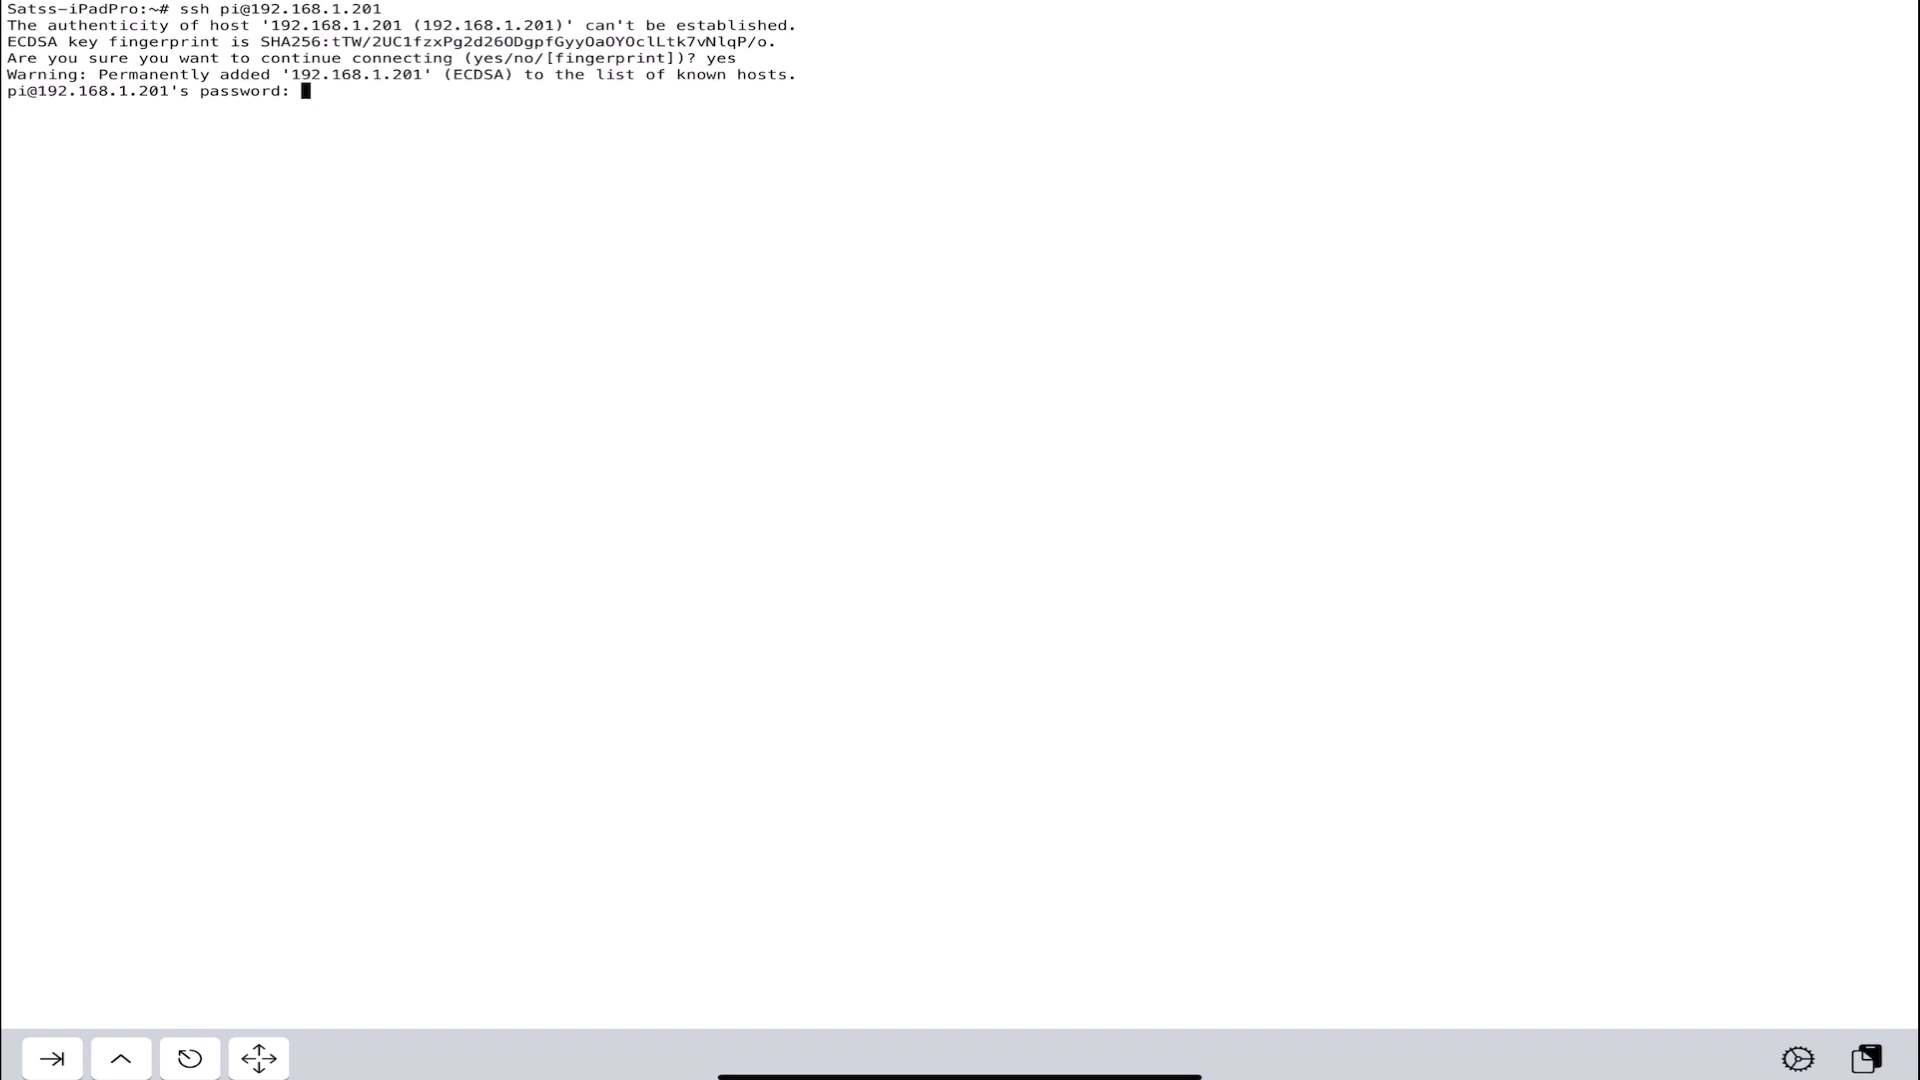 Satss-iPadPro:~# ssh pi@192.168.1.201
The authenticity of host '192.168.1.201 (192.168.1.201)' can't be established.
ECDSA key fingerprint is SHA256:tTW/2UC1fzxPg2d26ODgpfGyyOaOYOclLtk7vNlqP/o.
Are you sure you want to continue connecting (yes/no/[fingerprint])? yes
Warning: Permanently added '192.168.1.201' (ECDSA) to the list of known hosts.
pi@192.168.1.201's password: